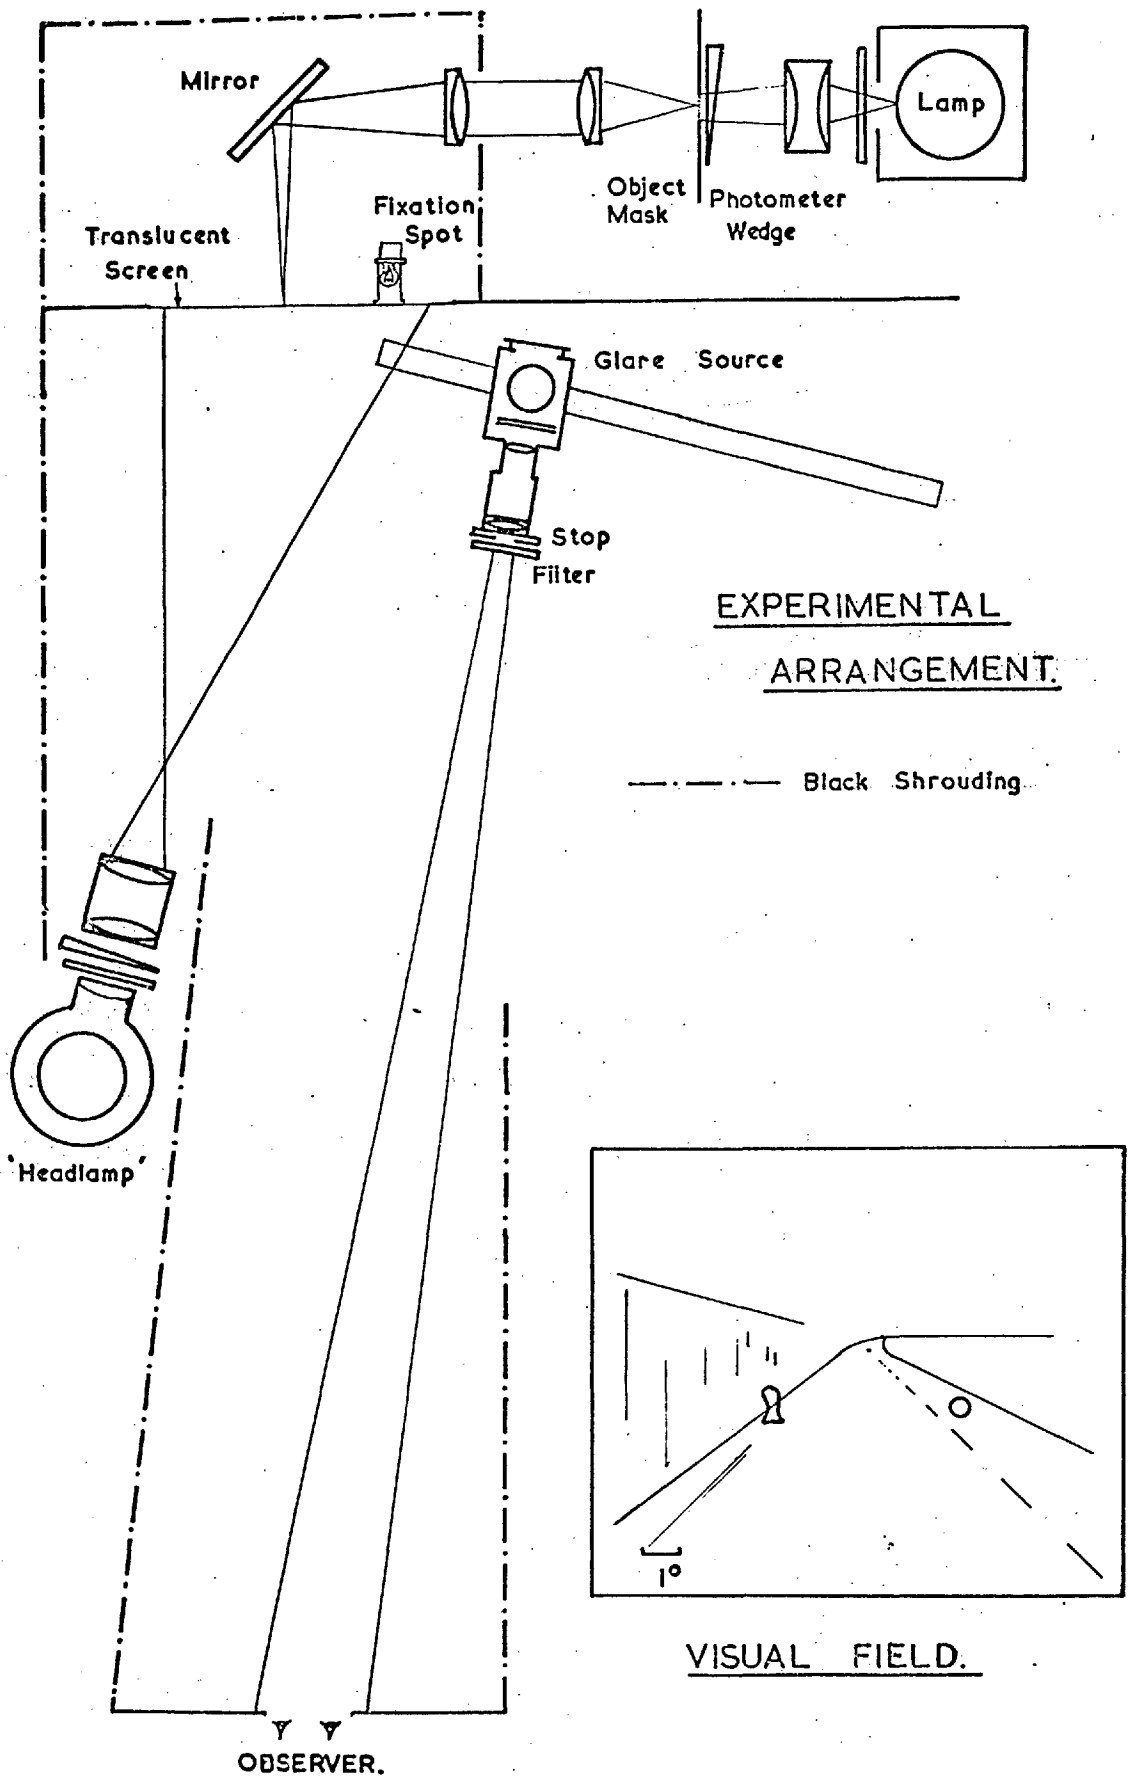 Mirror
Lamp
Object
Mask
Photometer
Wedge
Fixation
Spot
Translucent
Screen
Glare Source
Stop
Filter
EXPERIMENTAL
ARRANGEMENT.
Black Shrouding
'Headlamp'
1°
VISUAL FIELD.
OBSERVER.